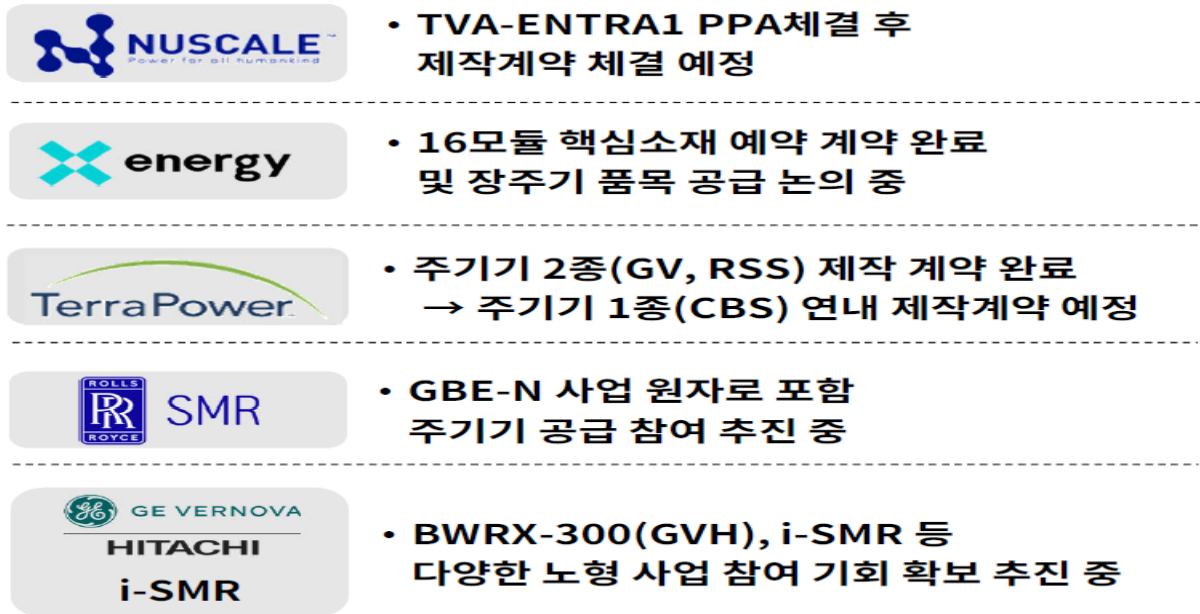 NUSCALE™
Power for all humankind
• TVA-ENTRA1 PPA체결 후
제작계약 체결 예정
X energy
• 16모듈 핵심소재 예약 계약 완료
및 장주기 품목 공급 논의 중
TerraPower
• 주기기 2종(GV, RSS) 제작 계약 완료
→ 주기기 1종(CBS) 연내 제작계약 예정
ROLLS
RR
ROYCE
SMR
• GBE-N 사업 원자로 포함
주기기 공급 참여 추진 중
GE VERNOVA
HITACHI
i-SMR
• BWRX-300(GVH), i-SMR 등
다양한 노형 사업 참여 기회 확보 추진 중